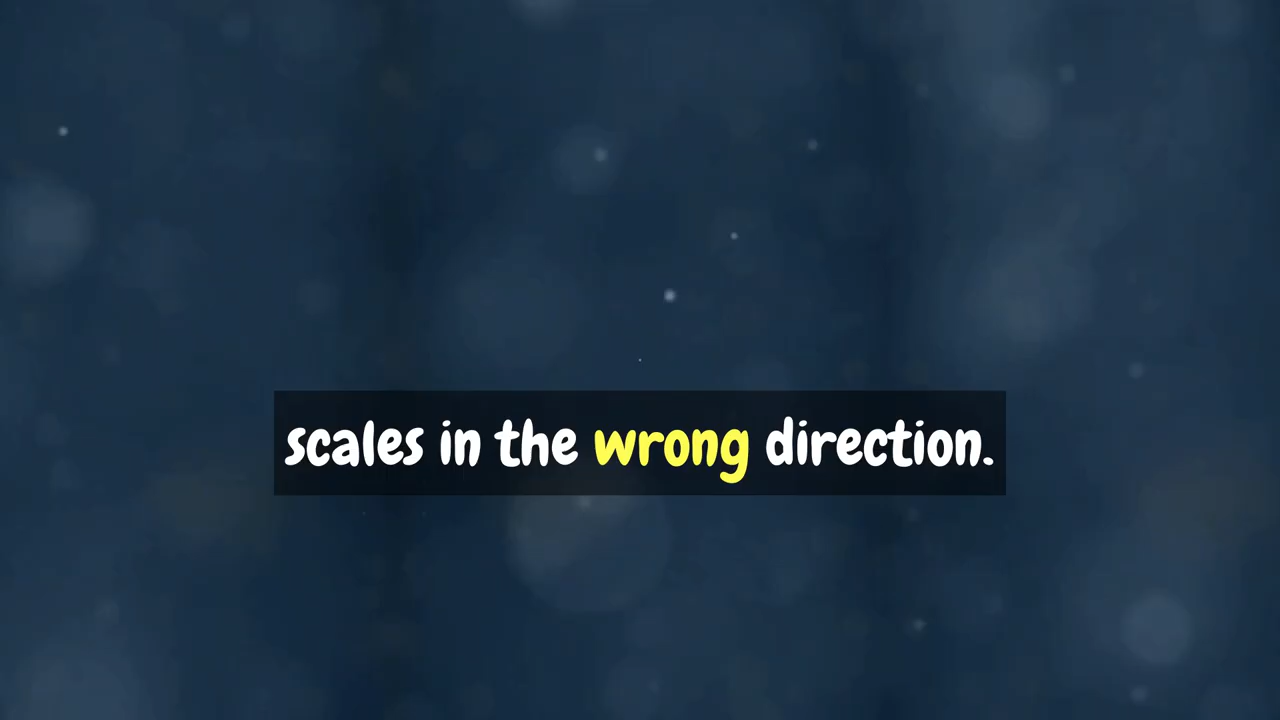 scales in the wrong direction.